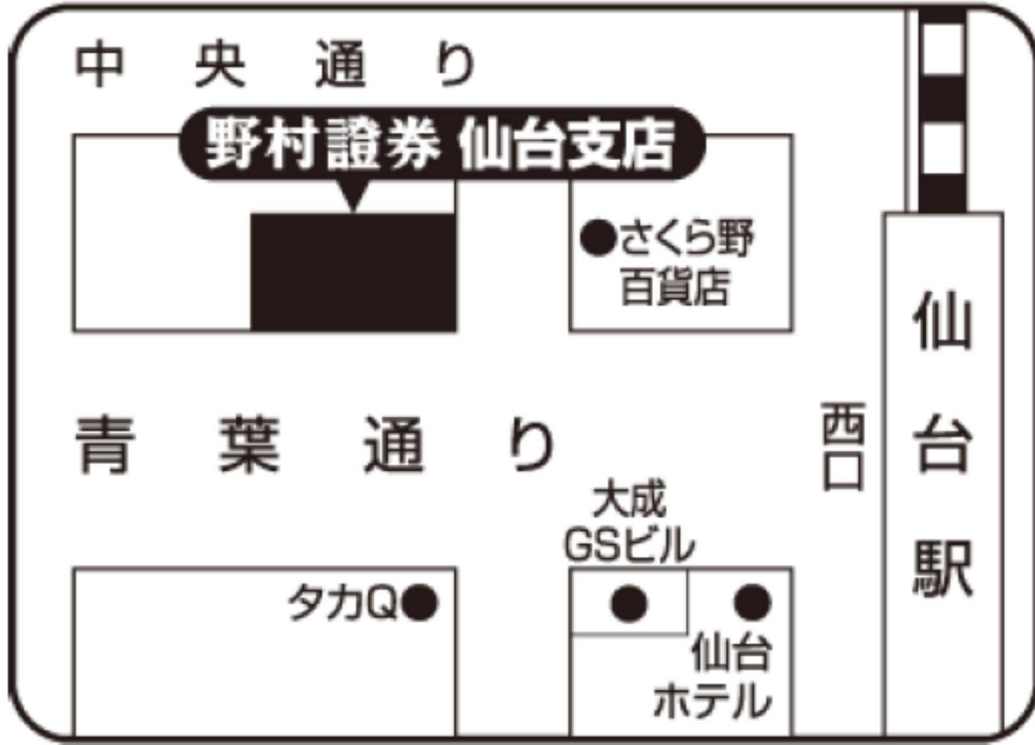 中央通り
野村證券 仙台支店
さくら野
百貨店
仙台駅
西口
青葉通り
大成
GSビル
タカQ
仙台
ホテル